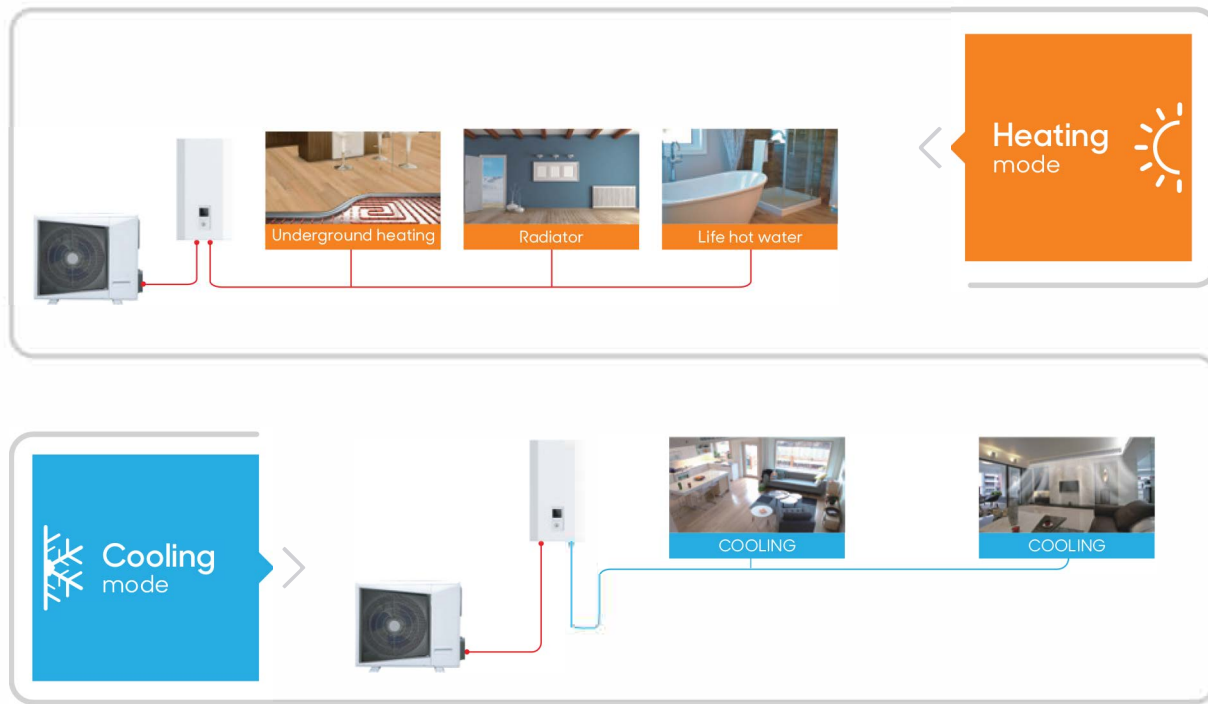 Heating
mode
Underground heating
Radiator
Life hot water
Cooling
mode
COOLING
COOLING